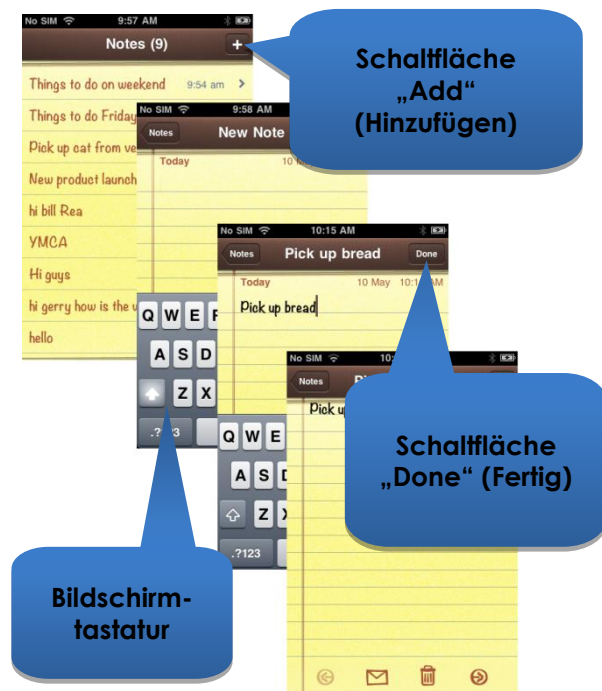 No SIM 9:57 AM
Notes (9) +
Things to do on weekend 9:54 am >
Things to do Friday
Pick up cat from ve
New product launch
hi bill Rea
YMCA
Hi guys
hi gerry how is the w
hello
Schaltfläche
„Add“
(Hinzufügen)
No SIM 9:58 AM
Notes New Note
Today 10
Q W E
A S D
Z X
.?123
No SIM 10:15 AM
Notes Pick up bread Done
Today 10 May 10:1 AM
Pick up bread
Q W E
A S D
Z
.?123
No SIM 10:
Notes
Pick u
Schaltfläche
„Done“ (Fertig)
Bildschirm-
tastatur